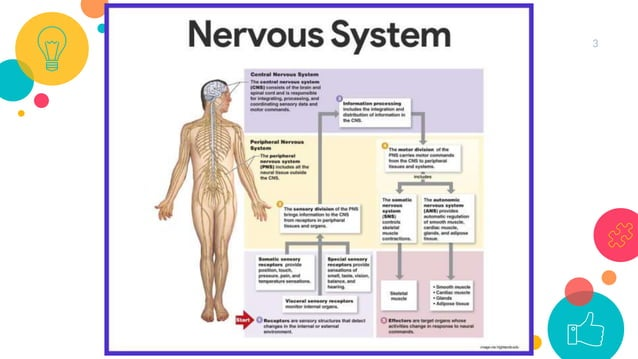 Nervous System
3
Central Nervous System
The central nervous system
(CNS) consists of the brain and
spinal cord and is responsible
for integrating, processing, and
coordinating sensory data and
motor commands.
3
Information processing
includes the integration and
distribution of information in
the CNS.
Peripheral Nervous
System
The peripheral
nervous system
(PNS) includes all the
neural tissue outside
the CNS.
4
The motor division of the
PNS carries motor commands
from the CNS to peripheral
tissues and systems.
includes
2
The sensory division of the PNS
brings information to the CNS
from receptors in peripheral
tissues and organs.
The somatic
nervous
system
(SNS)
controls
skeletal
muscle
contractions.
The autonomic
nervous system
(ANS) provides
automatic regulation
of smooth muscle,
cardiac muscle,
glands, and adipose
tissue.
Somatic sensory
receptors provide
position, touch,
pressure, pain, and
temperature sensations.
Special sensory
receptors provide
sensations of
smell, taste, vision,
balance, and
hearing.
Visceral sensory receptors
monitor internal organs.
Skeletal
muscle
• Smooth muscle
• Cardiac muscle
• Glands
• Adipose tissue
Start
1
Receptors are sensory structures that detect
changes in the internal or external
environment.
5
Effectors are target organs whose
activities change in response to neural
commands.